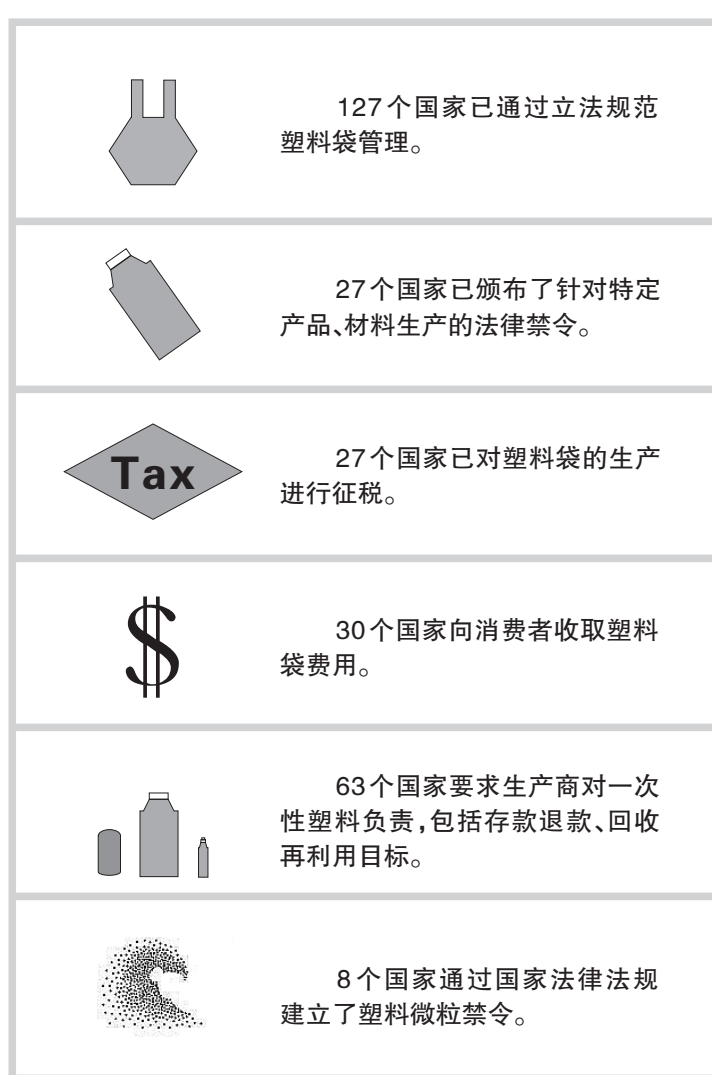 127个国家已通过立法规范
塑料袋管理。
27个国家已颁布了针对特定
产品、材料生产的法律禁令。
Tax
27个国家已对塑料袋的生产
进行征税。
$
30个国家向消费者收取塑料
袋费用。
63个国家要求生产商对一次
性塑料负责,包括存款退款、回收
再利用目标。
8个国家通过国家法律法规
建立了塑料微粒禁令。